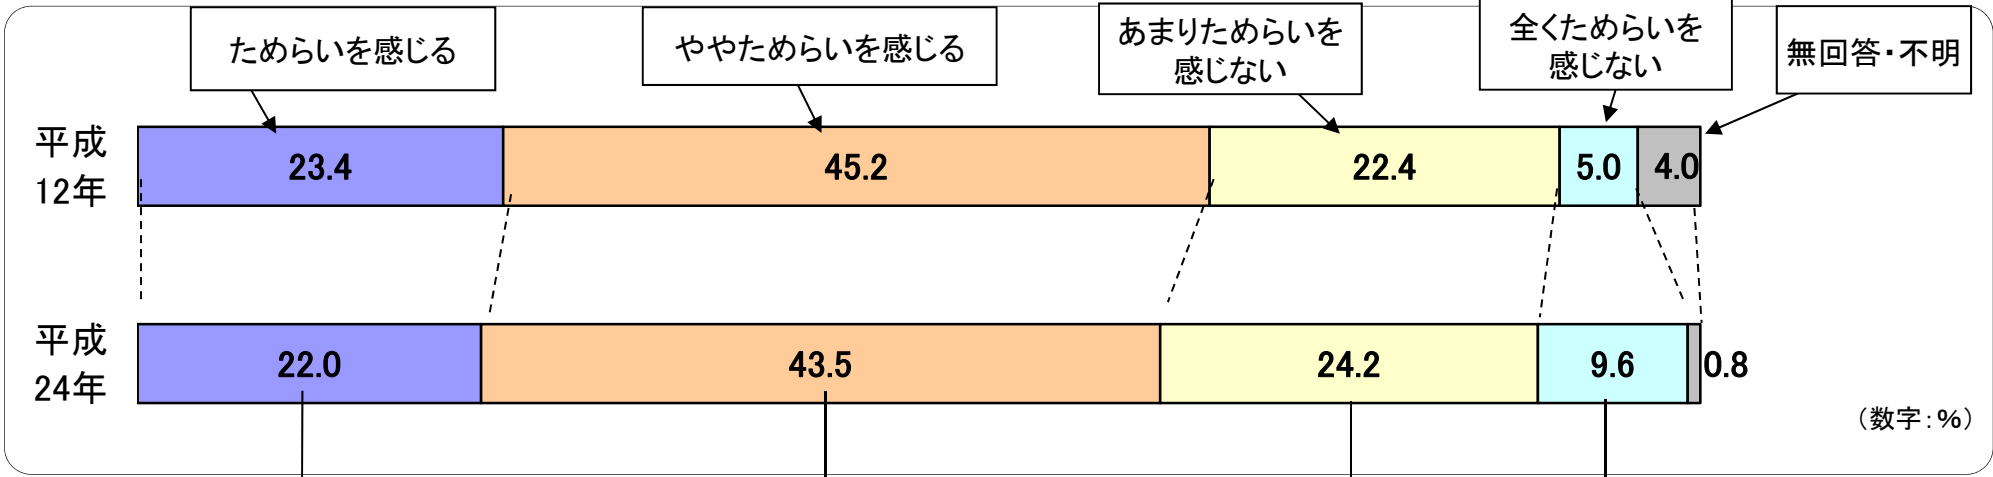 ためらいを感じる
ややためらいを感じる
あまりためらいを
感じない
全くためらいを
感じない
無回答・不明
平成
12年
23.4
45.2
22.4
5.0
4.0
平成
24年
22.0
43.5
24.2
9.6
0.8
（数字：％）